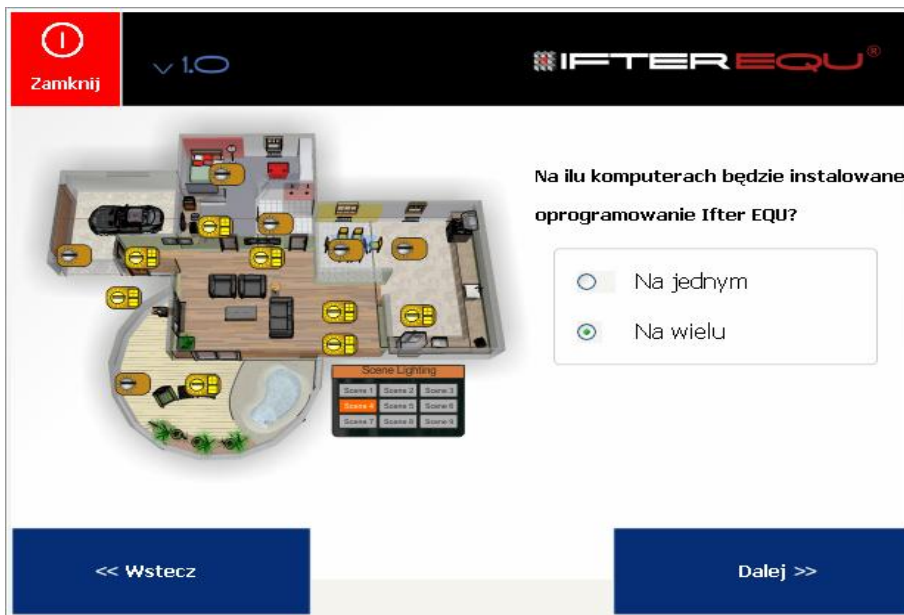 Zamknij
v 1.0
IFTER EQU®
Na ilu komputerach będzie instalowane
oprogramowanie Ifter EQU?
Na jednym
Na wielu
Scene Lighting
Scene 1 Scene 2 Scene 3
Scene 4 Scene 5 Scene 6
Scene 7 Scene 8 Scene 9
<< Wstecz
Dalej >>